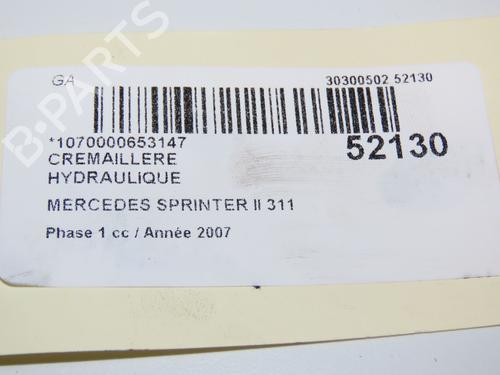 GA 30300502 52130
*1070000653147 52130
CREMAILLERE
HYDRAULIQUE
MERCEDES SPRINTER II 311
Phase 1 cc / Année 2007
B-PARTS